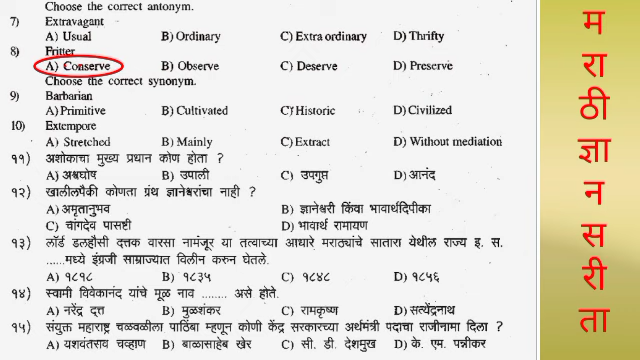 Choose the correct antonym.
7) Extravagant
A) Usual B) Ordinary C) Extra ordinary D) Thrifty
8) Fritter
A) Conserve B) Observe C) Deserve D) Preserve
Choose the correct synonym.
9) Barbarian
A) Primitive B) Cultivated C) Historic D) Civilized
10) Extempore
A) Stretched B) Mainly C) Extract D) Without mediation
११) अशोकाचा मुख्य प्रधान कोण होता ?
A) अश्वघोष B) उपाली C) उपगुप्त D) आनंद
१२) खालीलपैकी कोणता ग्रंथ ज्ञानेश्वरांचा नाही ?
A) अमृतानुभव B) ज्ञानेश्वरी किंवा भावार्थदिपीका
C) चांगदेव पासष्टी D) भावार्थ रामायण
१३) लॉर्ड डलहौसी दत्तक वारसा नामंजूर या तत्वाच्या आधारे मराठ्यांचे सातारा येथील राज्य इ. स.
......मध्ये इंग्रजी साम्राज्यात विलीन करुन घेतले.
A) १८१८ B) १८३५ C) १८४८ D) १८५६
१४) स्वामी विवेकानंद यांचे मूळ नाव ........ असे होते.
A) नरेंद्र दत्त B) मुळशंकर C) रामकृष्ण D) सत्येंद्रनाथ
१५) संयुक्त महाराष्ट्र चळवळीला पाठिंबा म्हणून कोणी केंद्र सरकारच्या अर्थमंत्री पदाचा राजीनामा दिला ?
A) यशवंतसय चव्हाण B) बाळासाहेब खेर C) सी. डी. देशमुख D) के. एम. पन्नीकर
म
रा
ठी
ज्ञा
न
स
री
ता